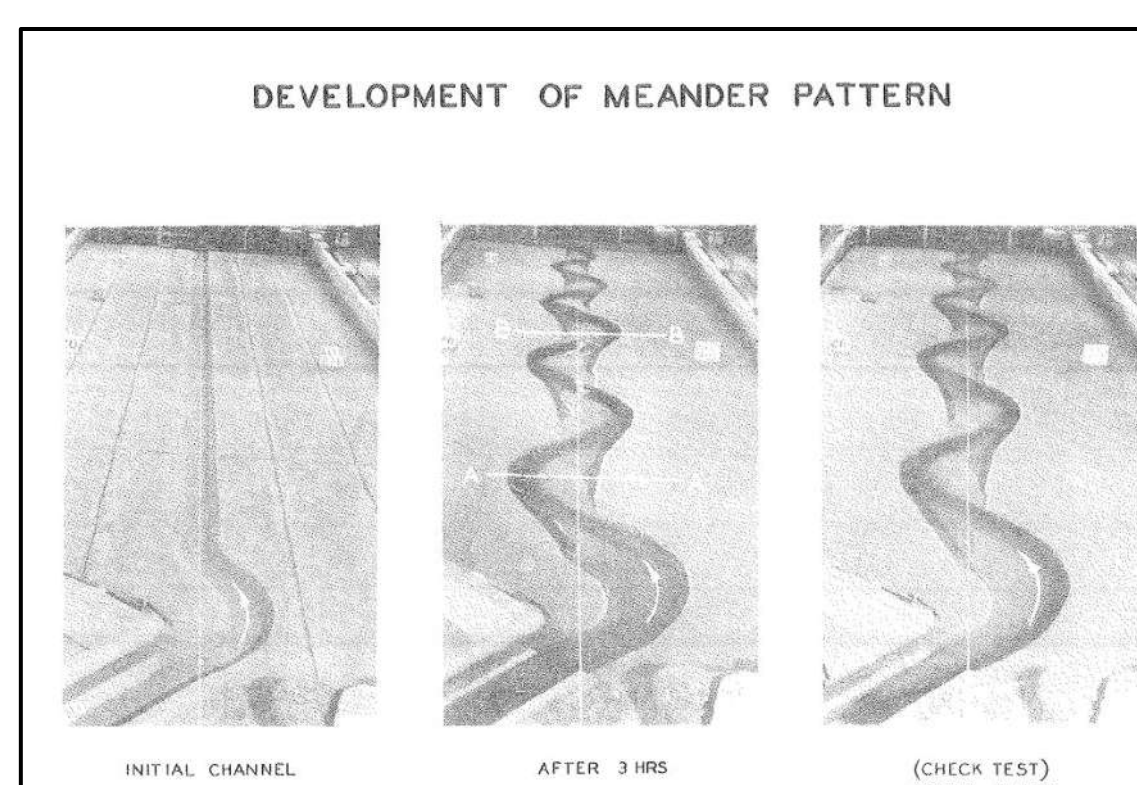 DEVELOPMENT OF MEANDER PATTERN
B B
A A
INITIAL CHANNEL
AFTER 3 HRS
(CHECK TEST)